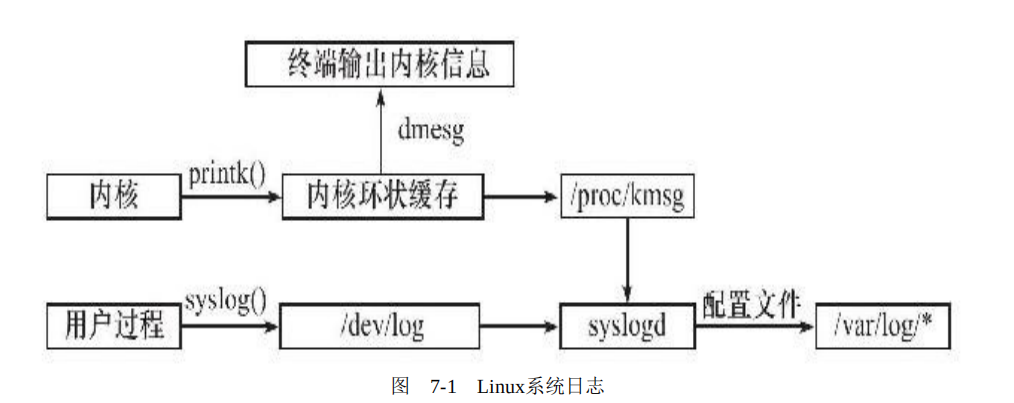 终端输出内核信息
dmesg
内核
printk()
内核环状缓存
/proc/kmsg
用户过程
syslog()
/dev/log
syslogd
配置文件
/var/log/*
图 7-1 Linux系统日志